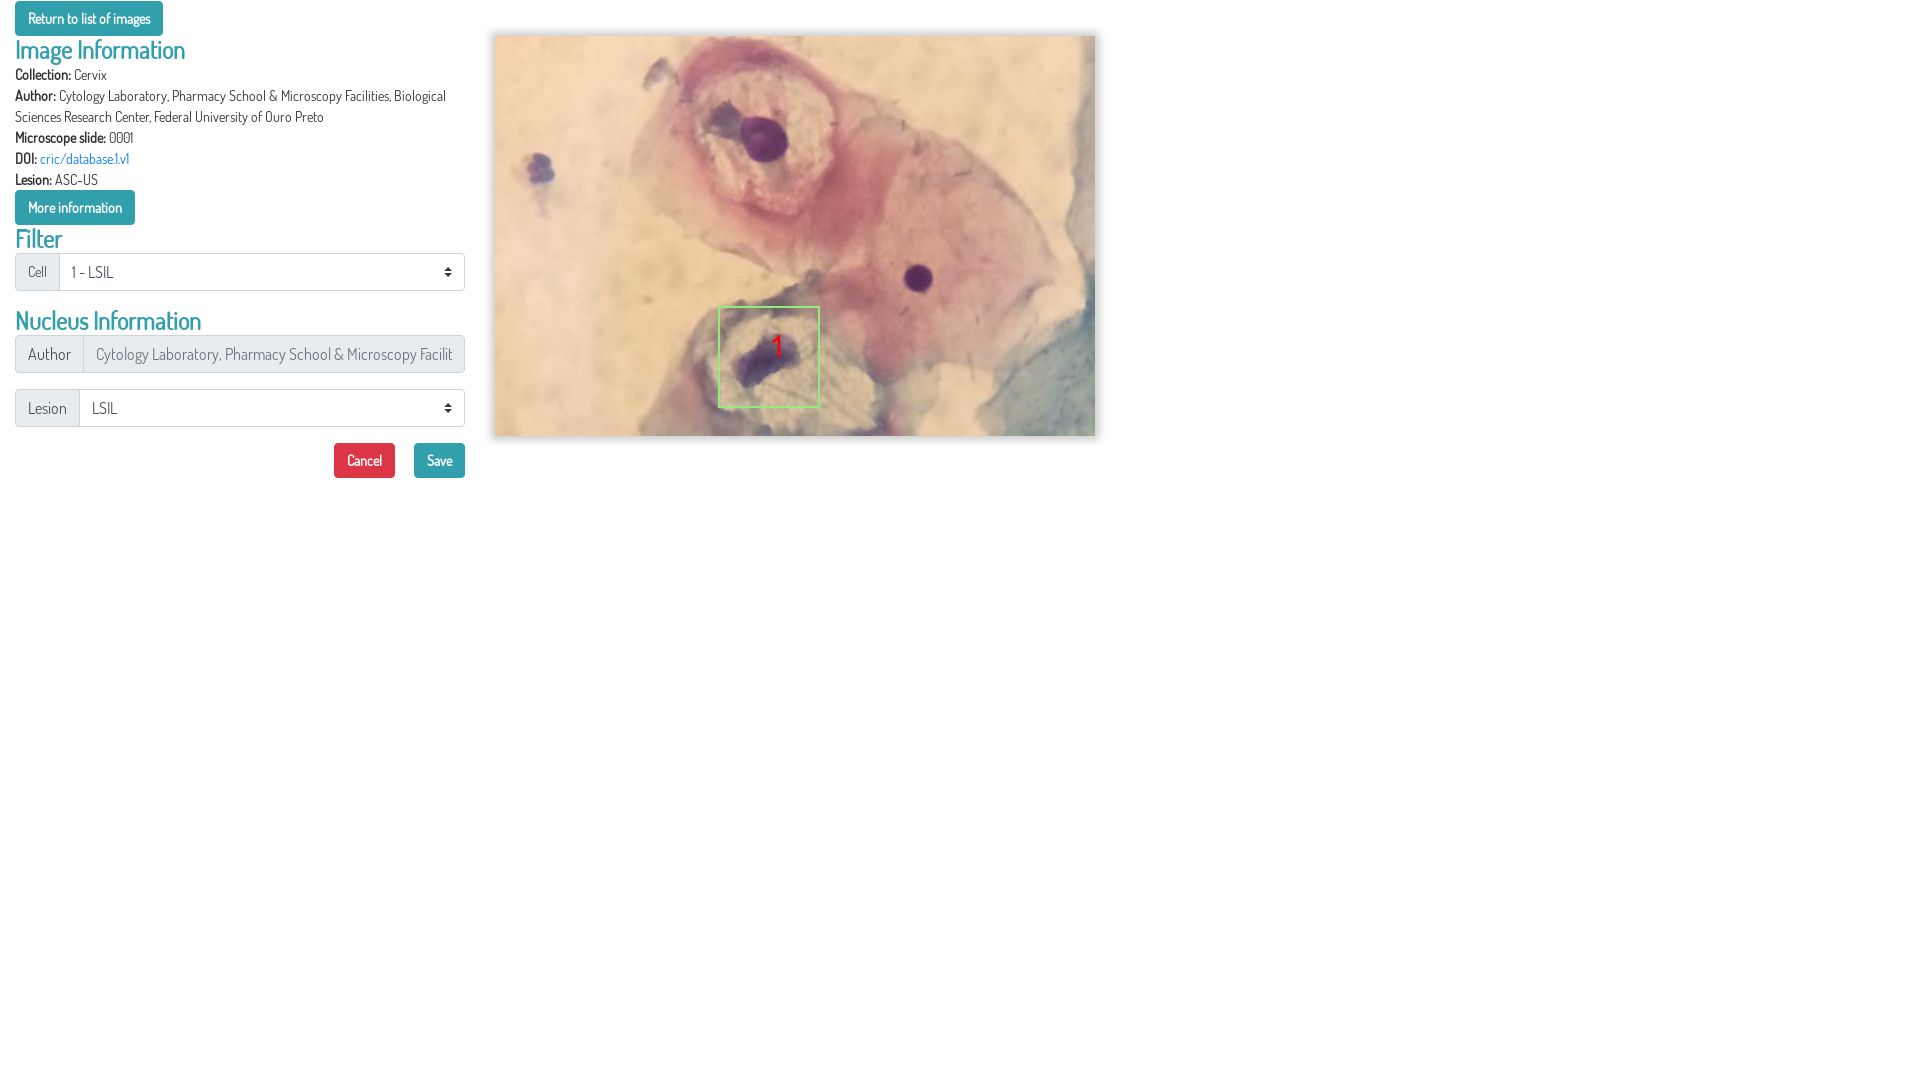 Return to list of images
Image Information
Collection: Cervix
Author: Cytology Laboratory, Pharmacy School & Microscopy Facilities, Biological
Sciences Research Center, Federal University of Ouro Preto
Microscope slide: 0001
DOI: cric/database.1.v1
Lesion: ASC-US
More information
Filter
Cell 1 - LSIL
Nucleus Information
Author Cytology Laboratory, Pharmacy School & Microscopy Facilit
Lesion LSIL
Cancel Save
1